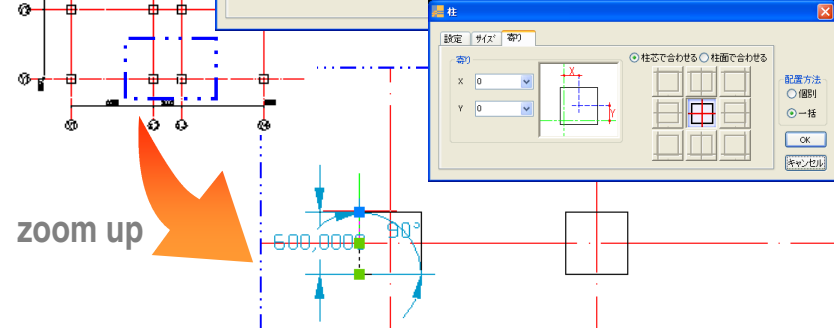 柱
設定 サイズ 寄り
寄り
X 0
Y 0
X
Y
柱芯で合わせる 柱面で合わせる
配置方法
個別
一括
OK
キャンセル
zoom up
600,0000
90°